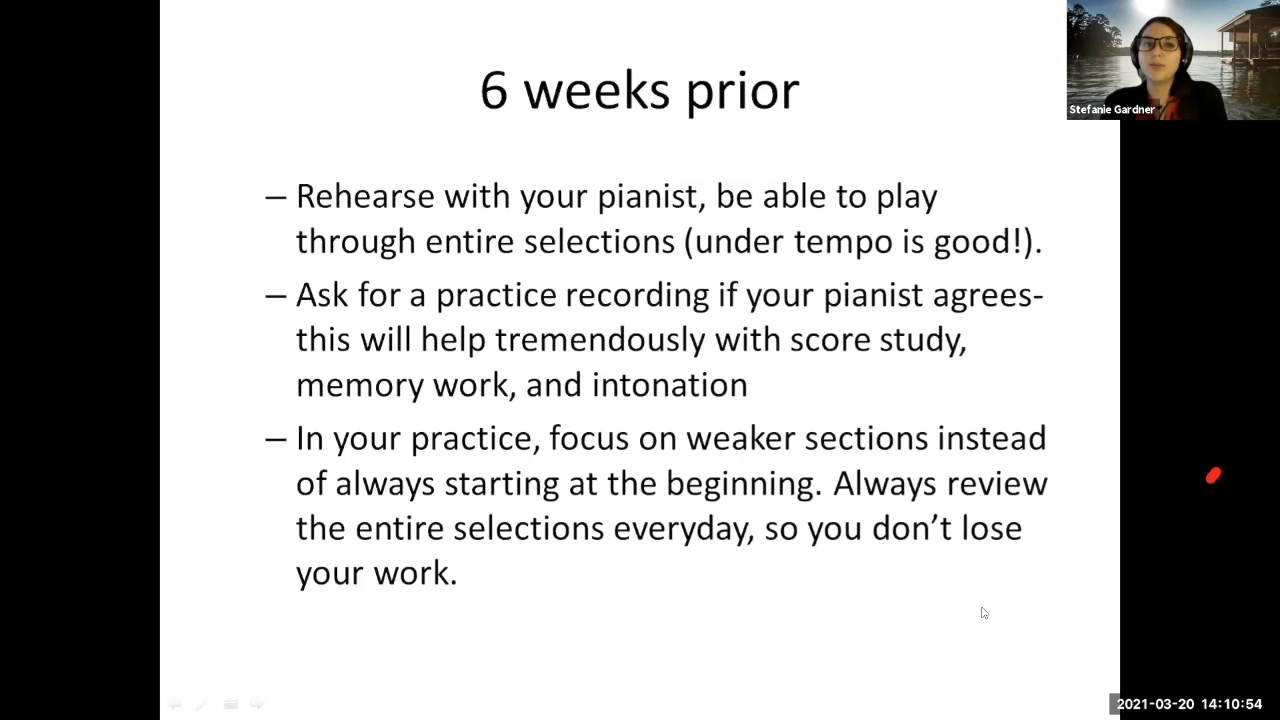 6 weeks prior
Stefanie Gardner
– Rehearse with your pianist, be able to play
through entire selections (under tempo is good!).
– Ask for a practice recording if your pianist agrees-
this will help tremendously with score study,
memory work, and intonation
– In your practice, focus on weaker sections instead
of always starting at the beginning. Always review
the entire selections everyday, so you don’t lose
your work.
2021-03-20 14:10:54